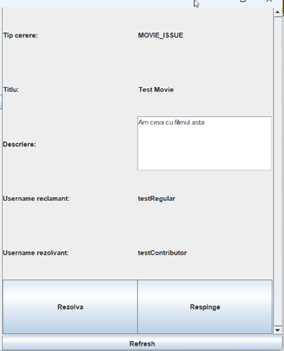 Tip cerere: MOVIE_ISSUE
Titlu: Test Movie
Am ceva cu filmul asta
Descriere:
Username reclamant: testRegular
Username rezolvant: testContributor
Rezolva Respinge
Refresh